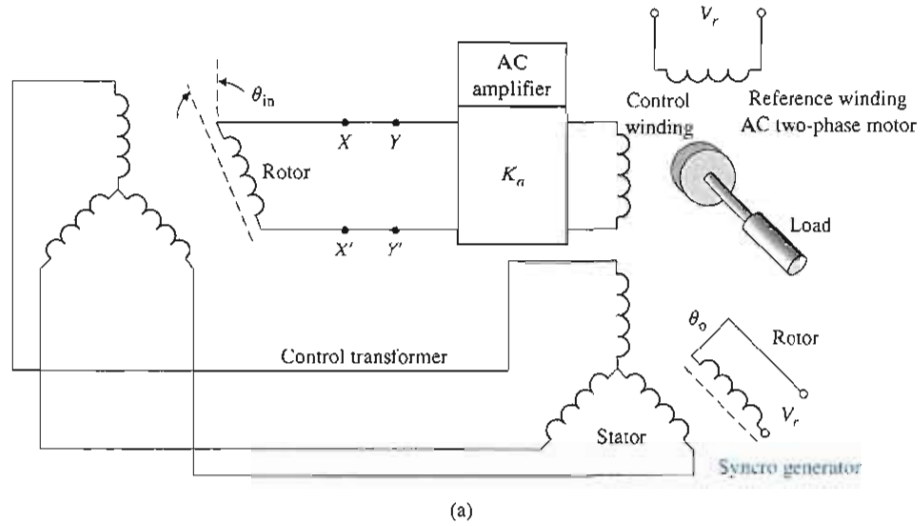 V_r
AC
amplifier
θ_in
Control
winding
Reference winding
AC two-phase motor
X
Y
Rotor
K_a
Load
X'
Y'
θ_o
Rotor
Control transformer
V_r
Stator
Syncro generator
(a)